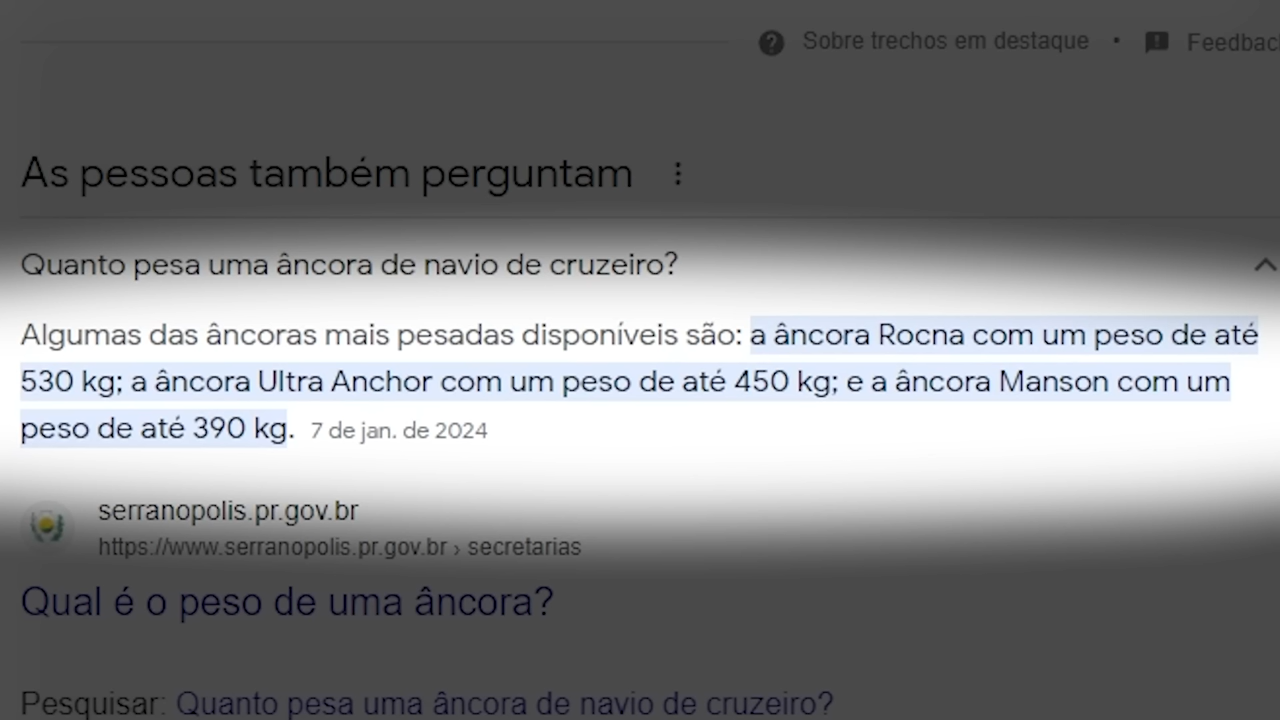 Sobre trechos em destaque • Feedbac
As pessoas também perguntam
Quanto pesa uma âncora de navio de cruzeiro?
Algumas das âncoras mais pesadas disponíveis são: a âncora Rocna com um peso de até
530 kg; a âncora Ultra Anchor com um peso de até 450 kg; e a âncora Manson com um
peso de até 390 kg. 7 de jan. de 2024
serranopolis.pr.gov.br
https://www.serranopolis.pr.gov.br › secretarias
Qual é o peso de uma âncora?
Pesquisar: Quanto pesa uma âncora de navio de cruzeiro?